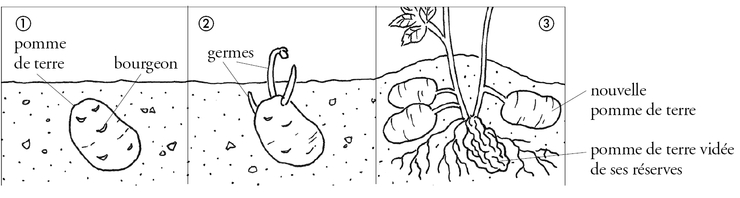 ①
pomme
de terre
bourgeon
②
germes
③
nouvelle
pomme de terre
pomme de terre vidée
de ses réserves